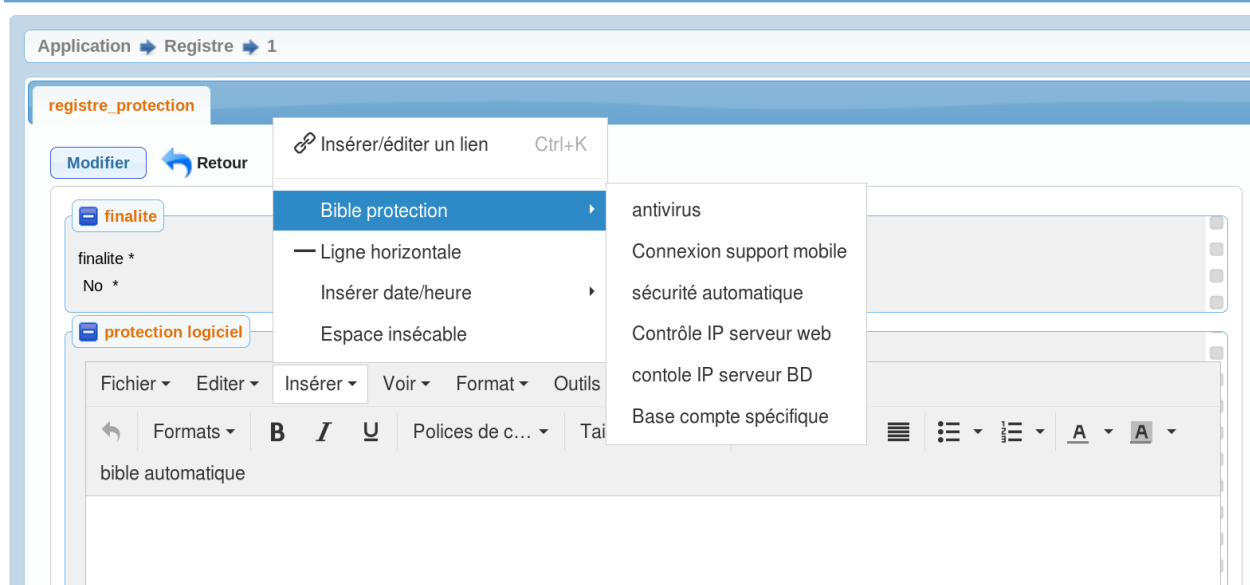 Application Registre 1
registre_protection
Modifier Retour
finalite
finalite *
No *
protection logiciel
Insérer/éditer un lien Ctrl+K
Bible protection
Ligne horizontale
Insérer date/heure
Espace insécable
antivirus
Connexion support mobile
sécurité automatique
Contrôle IP serveur web
contole IP serveur BD
Base compte spécifique
Fichier Editer Insérer Voir Format Outils
Formats B I U Polices de c... Tai A A
bible automatique